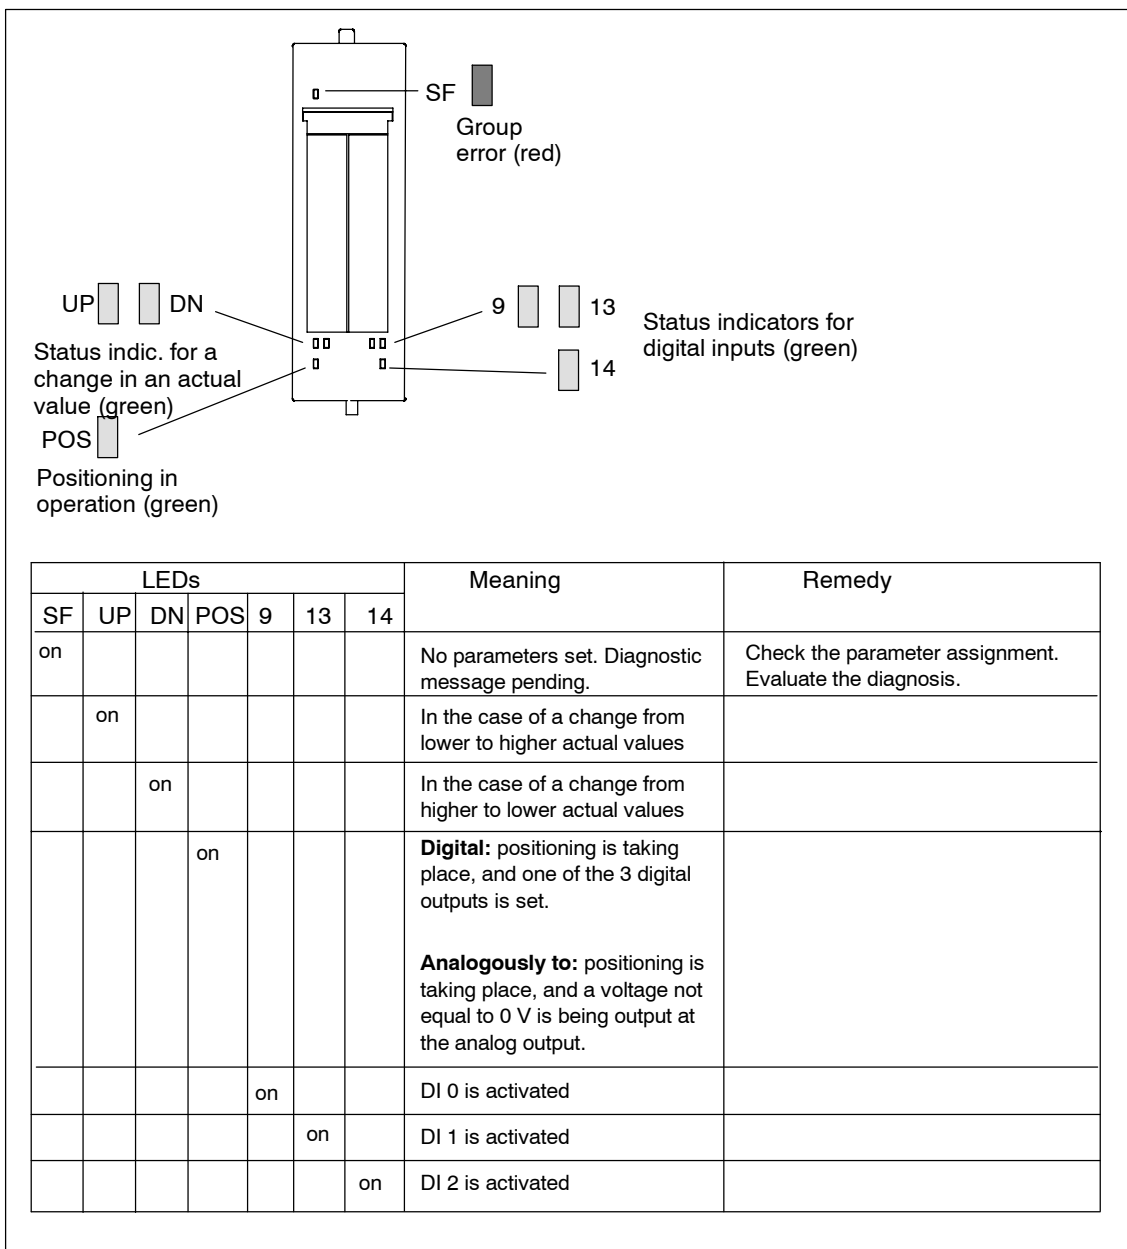 SF
Group
error (red)
UP DN
9 13
Status indicators for
digital inputs (green)
14
Status indic. for a
change in an actual
value (green)
POS
Positioning in
operation (green)
LEDs Meaning Remedy
SF UP DN POS 9 13 14
on No parameters set. Diagnostic message pending. Check the parameter assignment. Evaluate the diagnosis.
on In the case of a change from
lower to higher actual values
on In the case of a change from
higher to lower actual values
on Digital: positioning is taking
place, and one of the 3 digital
outputs is set.
Analogously to: positioning is
taking place, and a voltage not
equal to 0 V is being output at
the analog output.
on DI 0 is activated
on DI 1 is activated
on DI 2 is activated